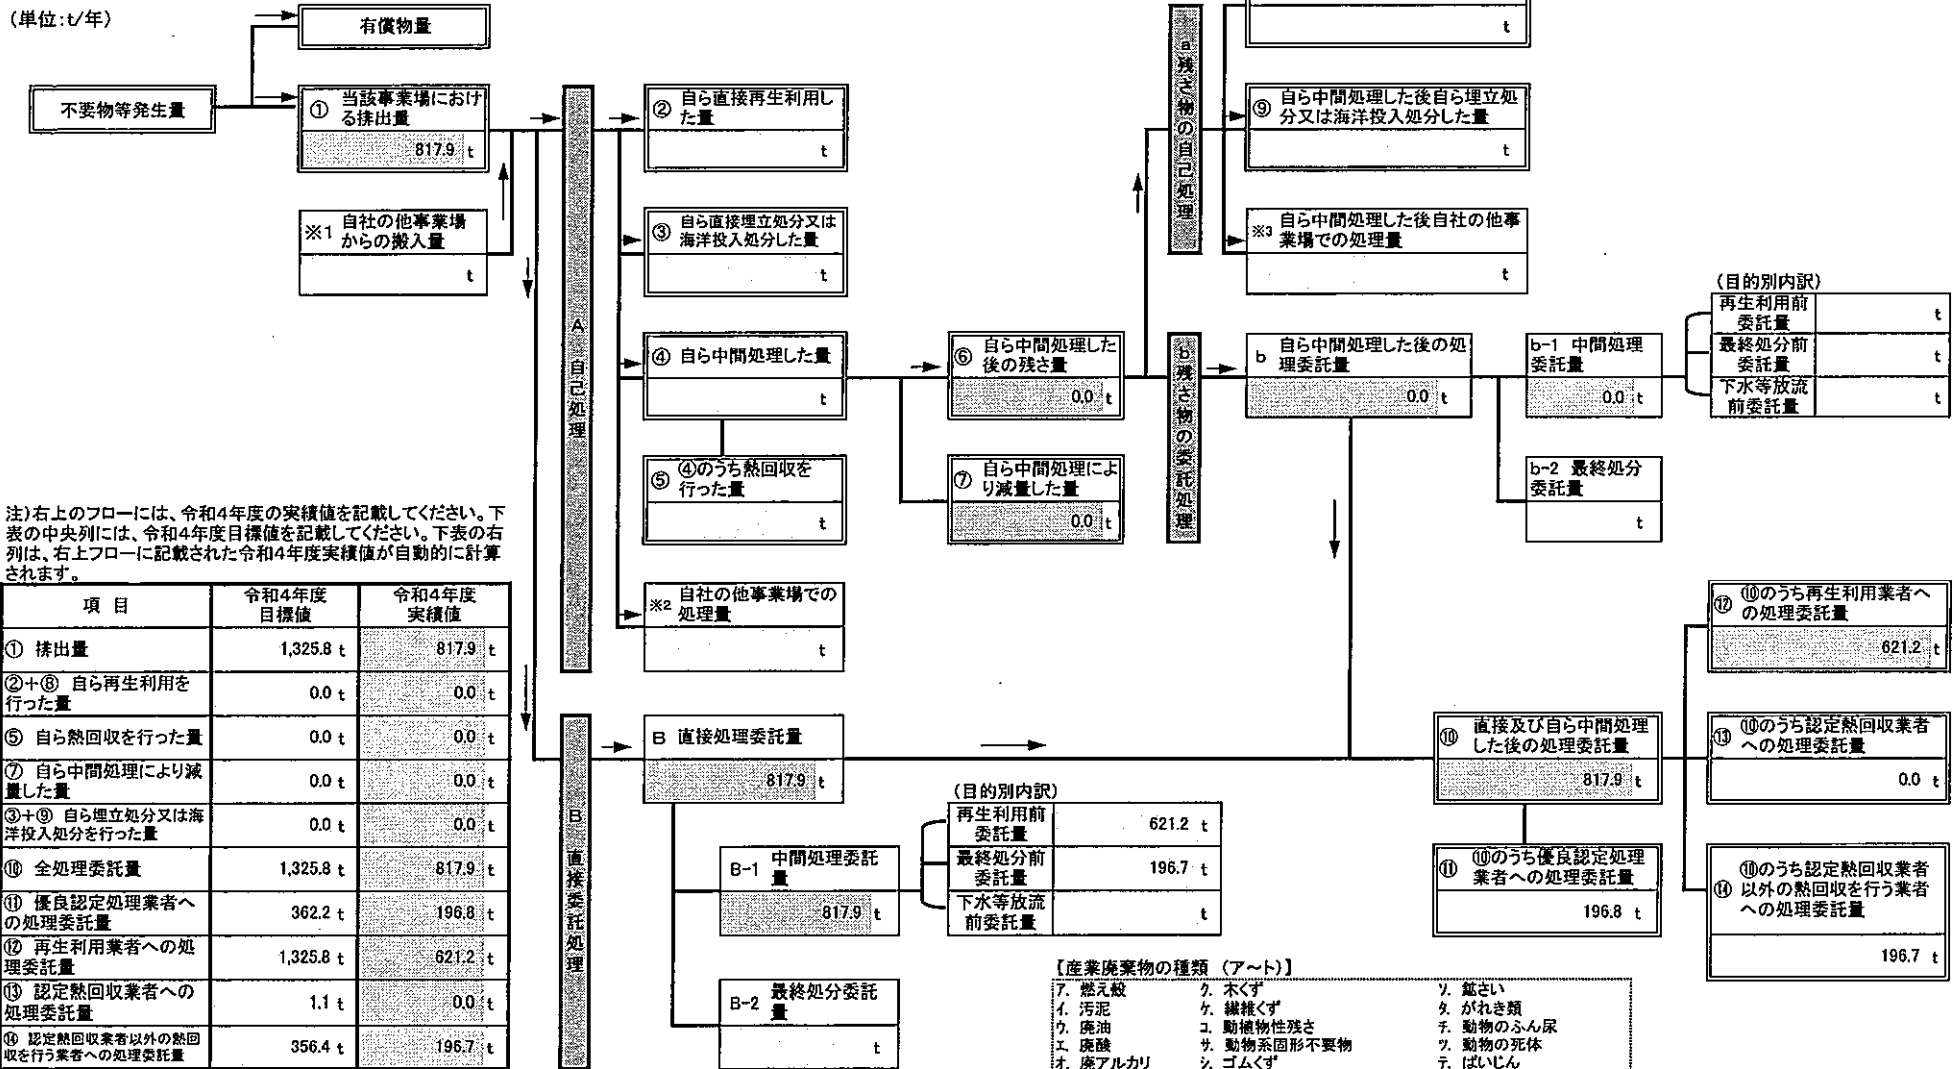 (単位:t/年)
有償物量
不要物等発生量
① 当該事業場におけ
る排出量
817.9 t
※1 自社の他事業場
からの搬入量
t
A 自己処理
② 自ら直接再生利用し
た量
t
③ 自ら直接埋立処分又は
海洋投入処分した量
t
④ 自ら中間処理した量
t
⑤ ④のうち熱回収を
行った量
t
※2 自社の他事業場での
処理量
t
⑥ 自ら中間処理した
後の残さ量
0.0 t
⑦ 自ら中間処理によ
り減量した量
0.0 t
a 残さ物の自己処理
t
⑨ 自ら中間処理した後自ら埋立処
分又は海洋投入処分した量
t
※3 自ら中間処理した後自社の他事
業場での処理量
t
b 残さ物の委託処理
b 自ら中間処理した後の処
理委託量
0.0 t
b-1 中間処理
委託量
0.0 t
b-2 最終処分
委託量
t
(目的別内訳)
再生利用前
委託量 t
最終処分前
委託量 t
下水等放流
前委託量 t
注)右上のフローには、令和4年度の実績値を記載してください。下
表の中央列には、令和4年度目標値を記載してください。下表の右
列は、右上フローに記載された令和4年度実績値が自動的に計算
されます。
項 目 令和4年度 目標値 令和4年度 実績値
① 排出量 1,325.8 t 817.9 t
②+⑧ 自ら再生利用を
行った量 0.0 t 0.0 t
⑤ 自ら熱回収を行った量 0.0 t 0.0 t
⑦ 自ら中間処理により減
量した量 0.0 t 0.0 t
③+⑨ 自ら埋立処分又は海
洋投入処分を行った量 0.0 t 0.0 t
⑩ 全処理委託量 1,325.8 t 817.9 t
⑪ 優良認定処理業者へ
の処理委託量 362.2 t 196.8 t
⑫ 再生利用業者への処
理委託量 1,325.8 t 621.2 t
⑬ 認定熱回収業者への
処理委託量 1.1 t 0.0 t
⑭ 認定熱回収業者以外の熱回
収を行う業者への処理委託量 356.4 t 196.7 t
B 直接委託処理
B 直接処理委託量
817.9 t
B-1 中間処理委託
量
817.9 t
B-2 最終処分委託
量
t
(目的別内訳)
再生利用前
委託量 621.2 t
最終処分前
委託量 196.7 t
下水等放流
前委託量 t
⑩ 直接及び自ら中間処理
した後の処理委託量
817.9 t
⑪ ⑩のうち優良認定処理
業者への処理委託量
196.8 t
⑫ ⑩のうち再生利用業者へ
の処理委託量
621.2 t
⑬ ⑩のうち認定熱回収業者
への処理委託量
0.0 t
⑭ ⑩のうち認定熱回収業者
以外の熱回収を行う業者
への処理委託量
196.7 t
【産業廃棄物の種類 (ア~ト)】
ア. 燃え殻 ク. 木くず ソ. 鉱さい
イ. 汚泥 ケ. 繊維くず タ. がれき類
ウ. 廃油 コ. 動植物性残さ チ. 動物のふん尿
エ. 廃酸 サ. 動物系固形不要物 ツ. 動物の死体
オ. 廃アルカリ シ. ゴムくず テ. ばいじん